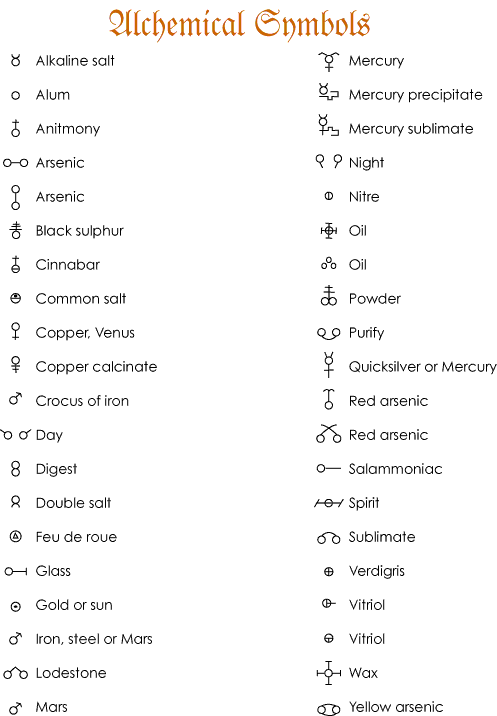 Alchemical Symbols
Alkaline salt
Alum
Anitmony
Arsenic
Arsenic
Black sulphur
Cinnabar
Common salt
Copper, Venus
Copper calcinate
Crocus of iron
Day
Digest
Double salt
Feu de roue
Glass
Gold or sun
Iron, steel or Mars
Lodestone
Mars
Mercury
Mercury precipitate
Mercury sublimate
Night
Nitre
Oil
Oil
Powder
Purify
Quicksilver or Mercury
Red arsenic
Red arsenic
Salammoniac
Spirit
Sublimate
Verdigris
Vitriol
Vitriol
Wax
Yellow arsenic